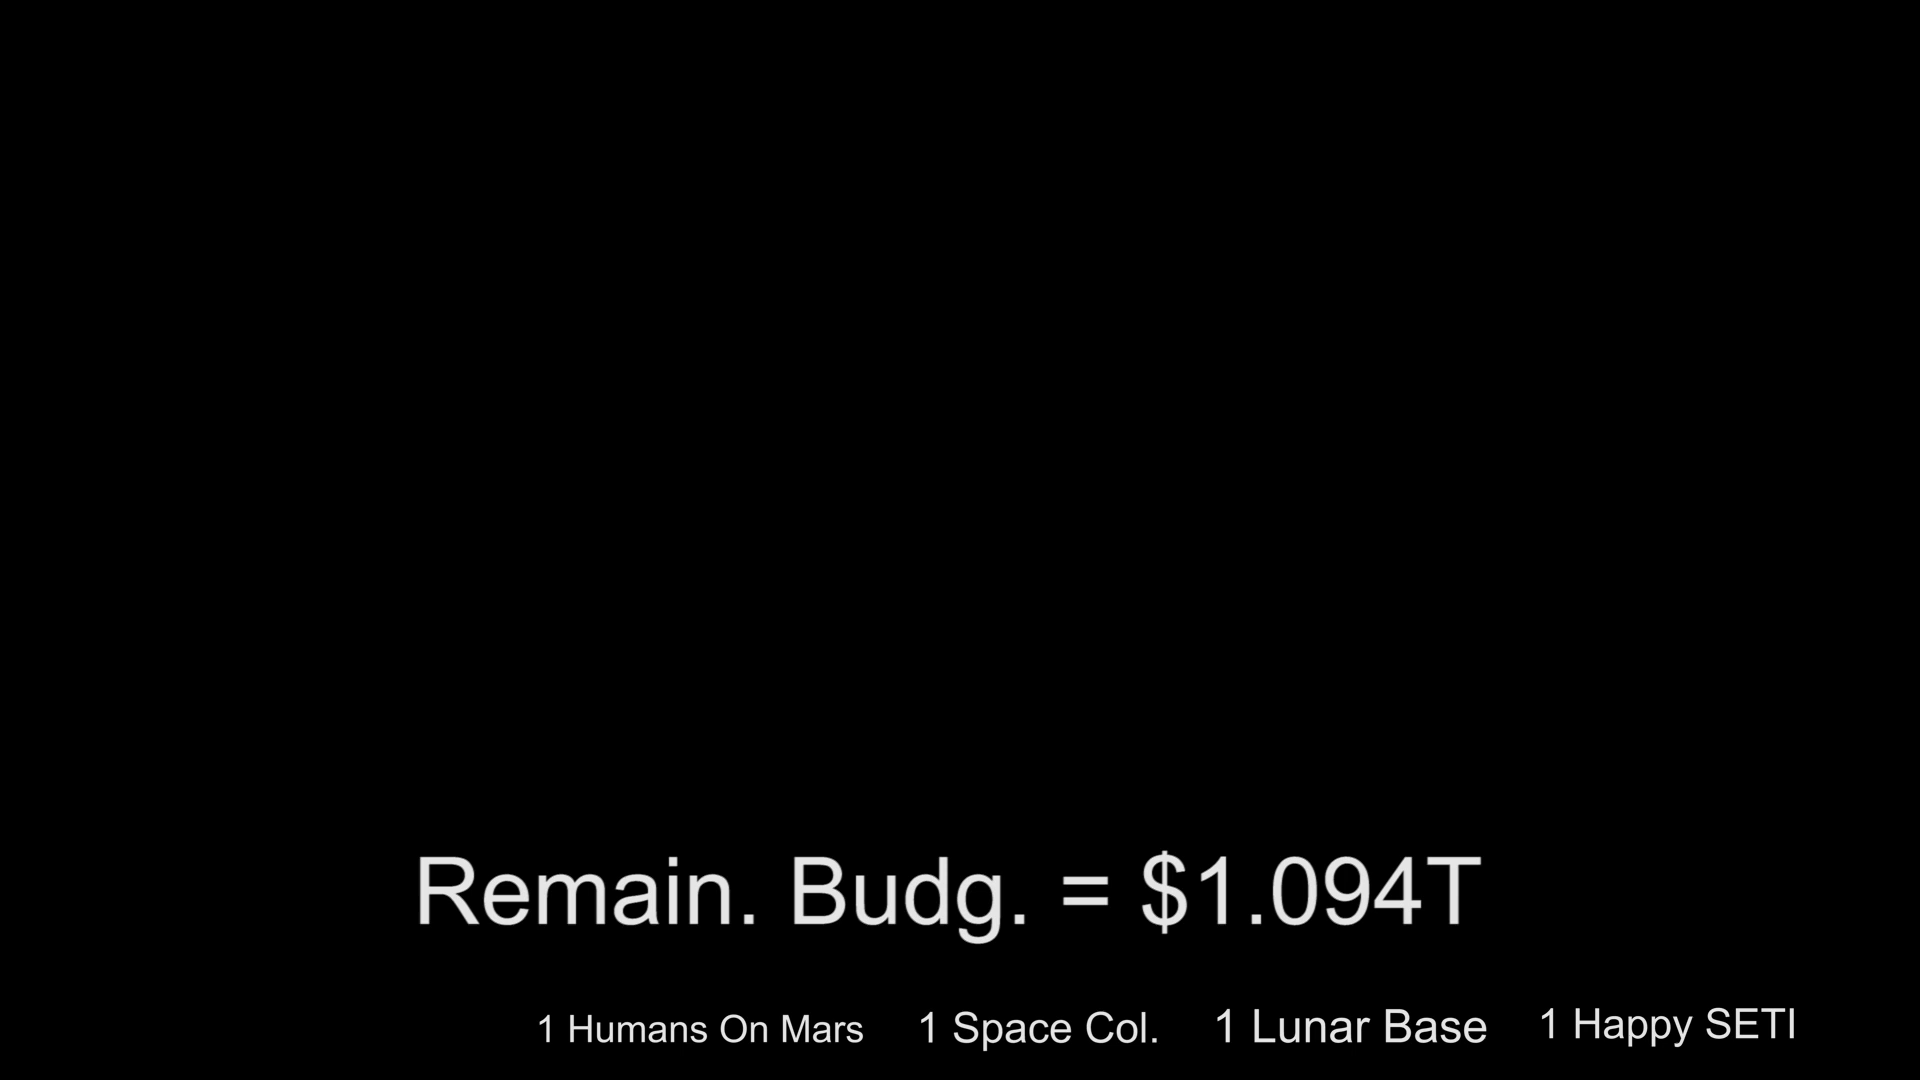 Remain. Budg. = $1.094T
1 Humans On Mars 1 Space Col. 1 Lunar Base 1 Happy SETI